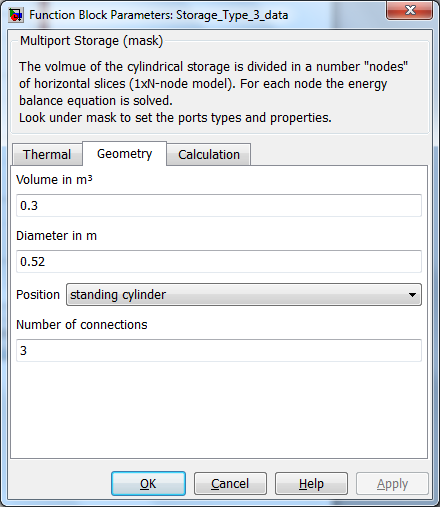 Function Block Parameters: Storage_Type_3_data
Multiport Storage (mask)
The volmue of the cylindrical storage is divided in a number "nodes"
of horizontal slices (1xN-node model). For each node the energy
balance equation is solved.
Look under mask to set the ports types and properties.
Thermal Geometry Calculation
Volume in m³
0.3
Diameter in m
0.52
Position standing cylinder
Number of connections
3
OK Cancel Help Apply